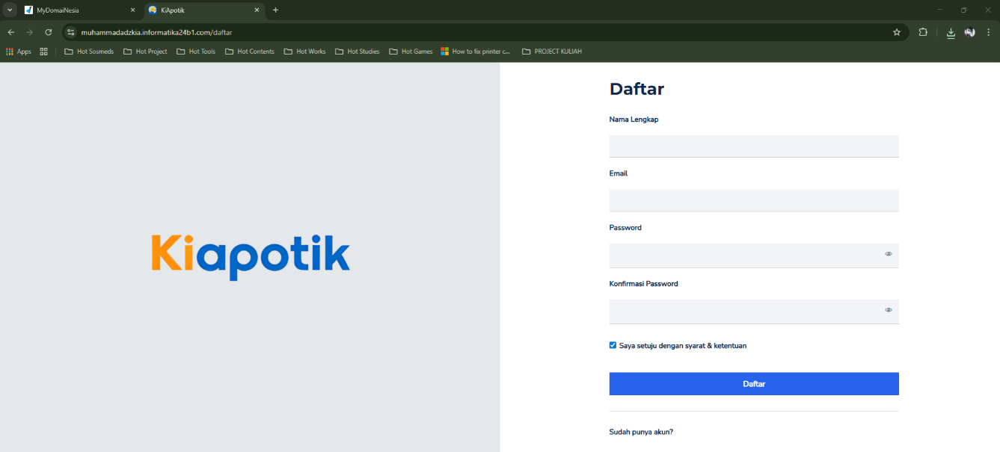 MyDomaiNesia
KiApotik
muhammadadzkia.informatika24b1.com/daftar
Apps Hot Sosmeds Hot Project Hot Tools Hot Contents Hot Works Hot Studies Hot Games How to fix printer c... PROJECT KULIAH
Kiapotik
Daftar
Nama Lengkap
Email
Password
Konfirmasi Password
Saya setuju dengan syarat & ketentuan
Daftar
Sudah punya akun?